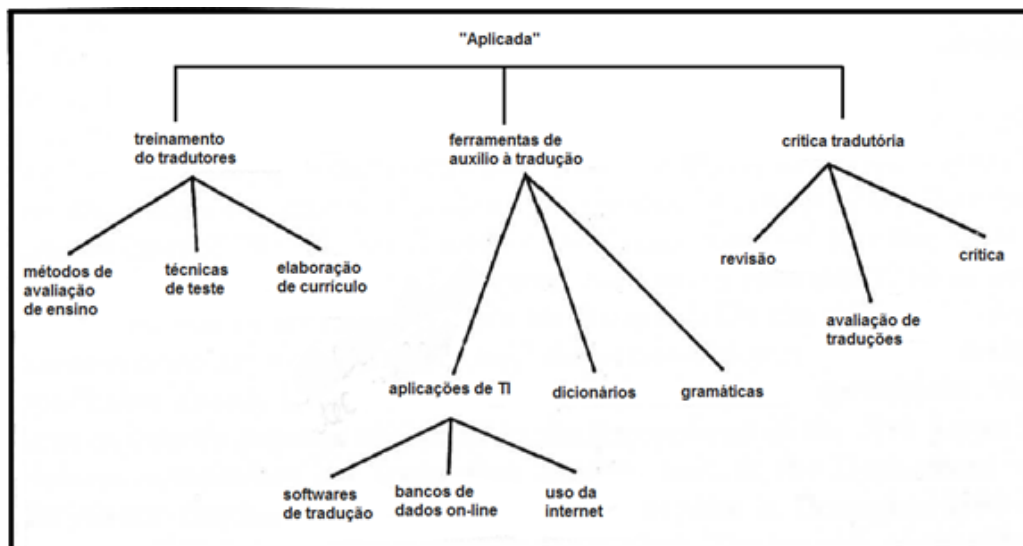 "Aplicada"
treinamento
do tradutores
ferramentas de
auxílio à tradução
crítica tradutória
métodos de
avaliação
de ensino
técnicas
de teste
elaboração
de currículo
revisão
avaliação de
traduções
crítica
aplicações de TI
dicionários
gramáticas
softwares
de tradução
bancos de
dados on-line
uso da
internet